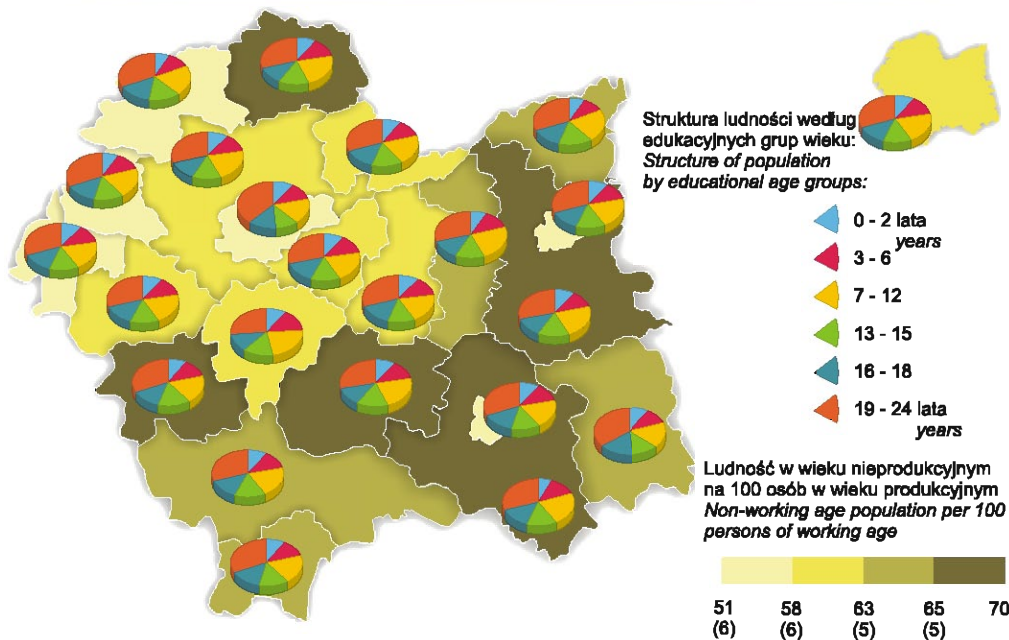 Struktura ludności według
edukacyjnych grup wieku:
Structure of population
by educational age groups:
0 - 2 lata
years
3 - 6
7 - 12
13 - 15
16 - 18
19 - 24 lata
years
Ludność w wieku nieprodukcyjnym
na 100 osób w wieku produkcyjnym
Non-working age population per 100
persons of working age
51 58 63 65 70
(6) (6) (5) (5)